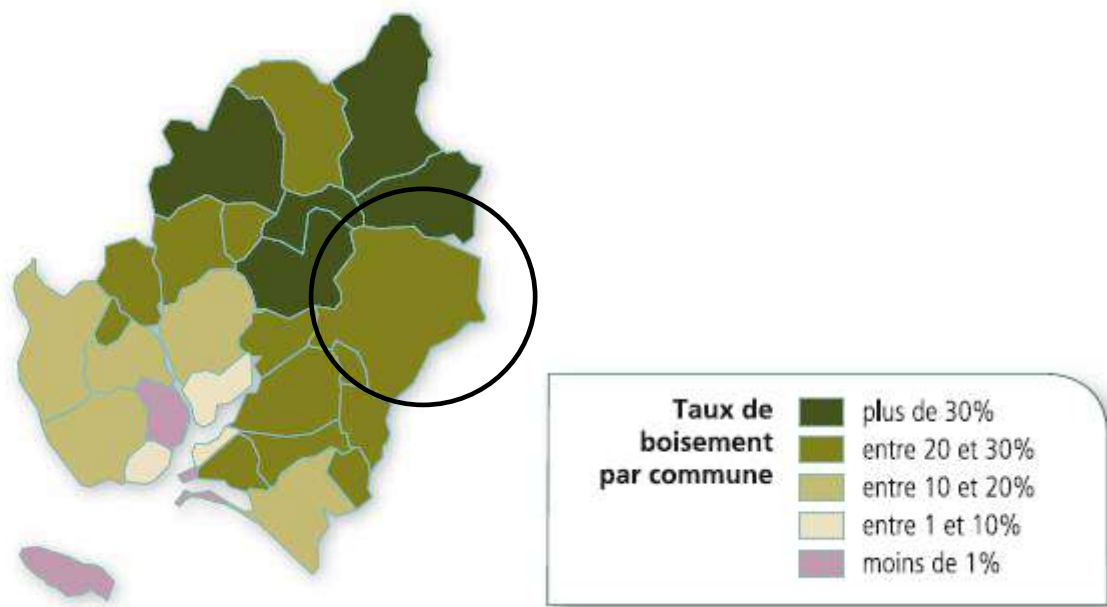 Taux de
boisement
par commune
plus de 30%
entre 20 et 30%
entre 10 et 20%
entre 1 et 10%
moins de 1%